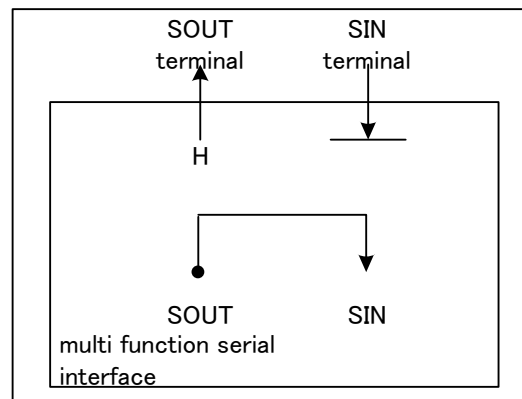 SOUT
terminal
SIN
terminal
H
SOUT
SIN
multi function serial
interface